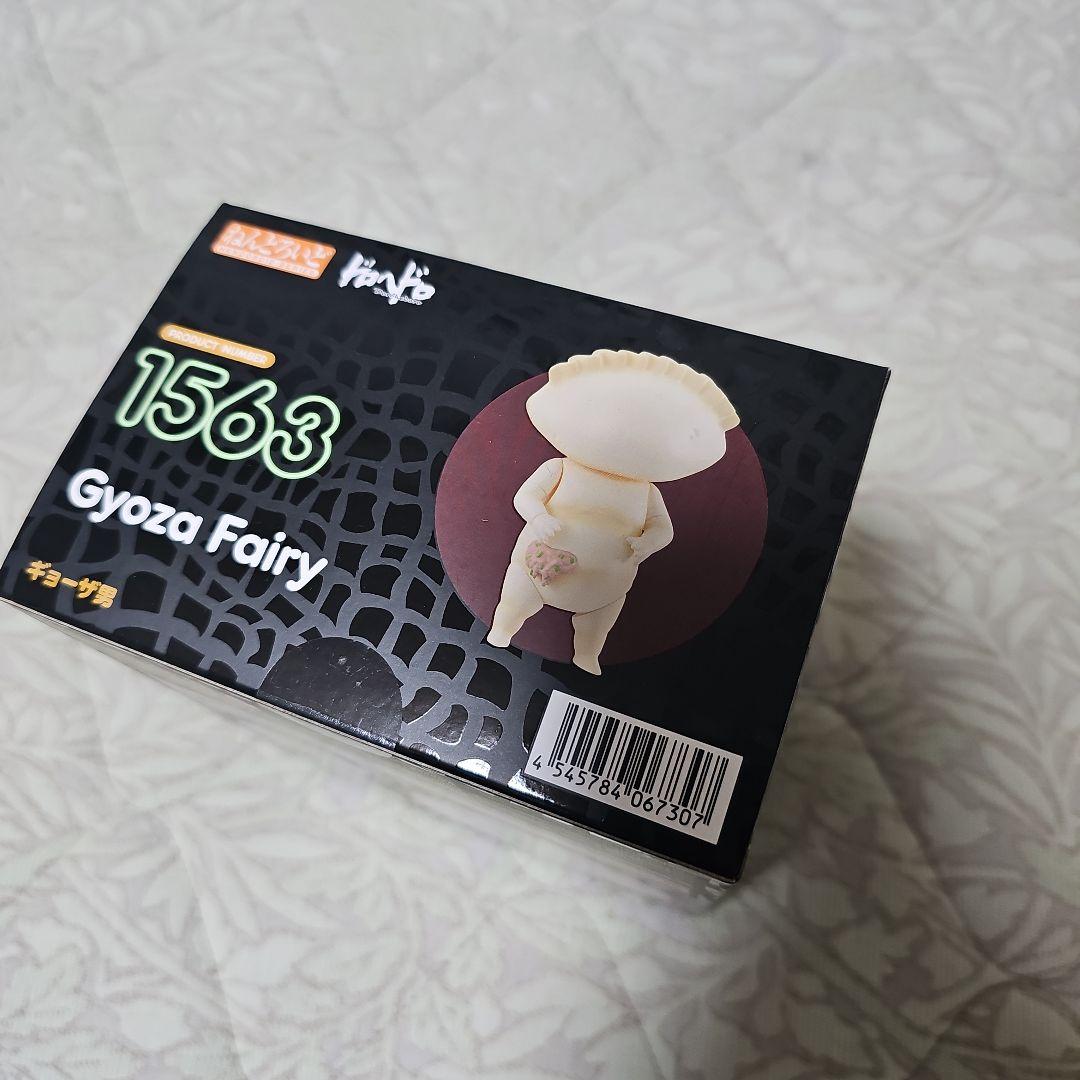 ねんどろいど
ドロヘドロ
PRODUCT NUMBER
1563
Gyoza Fairy
ギョーザ男
4 545784 067307